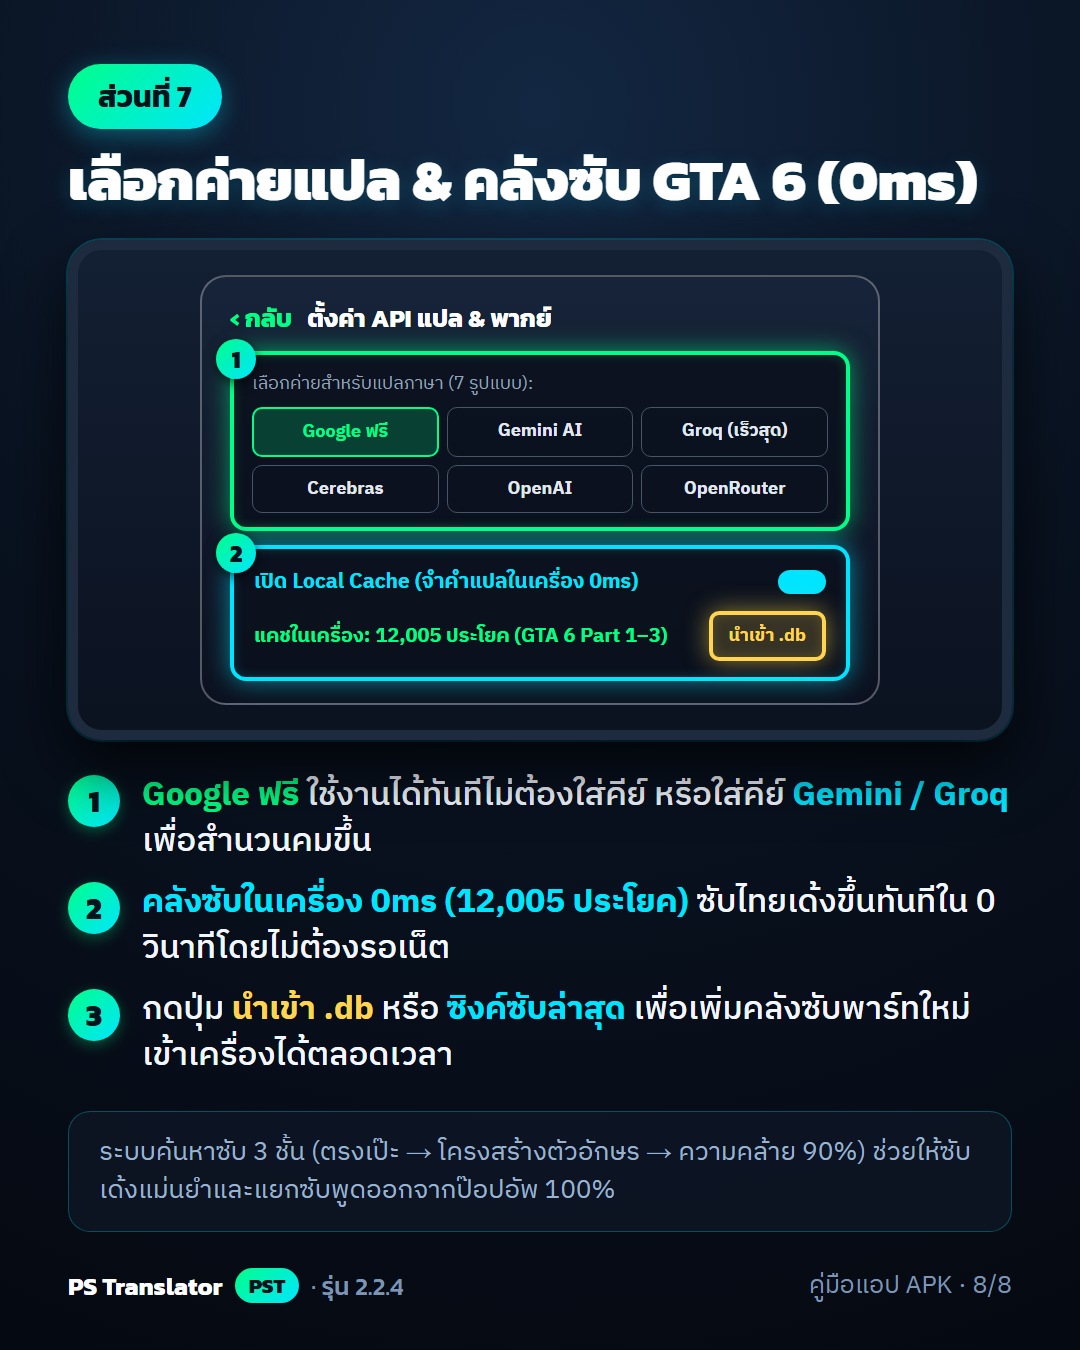 ส่วนที่ 7
เลือกค่ายแปล & คลังซับ GTA 6 (0ms)
‹ กลับ ตั้งค่า API แปล & พากย์
1
เลือกค่ายสำหรับแปลภาษา (7 รูปแบบ):
Google ฟรี Gemini AI Groq (เร็วสุด)
Cerebras OpenAI OpenRouter
2
เปิด Local Cache (จำคำแปลในเครื่อง 0ms)
แคชในเครื่อง: 12,005 ประโยค (GTA 6 Part 1–3) นำเข้า .db
1 Google ฟรี ใช้งานได้ทันทีไม่ต้องใส่คีย์ หรือใส่คีย์ Gemini / Groq
เพื่อสำนวนคมขึ้น
2 คลังซับในเครื่อง 0ms (12,005 ประโยค) ซับไทยเด้งขึ้นทันทีใน 0
วินาทีโดยไม่ต้องรอเน็ต
3 กดปุ่ม นำเข้า .db หรือ ซิงค์ซับล่าสุด เพื่อเพิ่มคลังซับพาร์ทใหม่
เข้าเครื่องได้ตลอดเวลา
ระบบค้นหาซับ 3 ชั้น (ตรงเป๊ะ → โครงสร้างตัวอักษร → ความคล้าย 90%) ช่วยให้ซับ
เด้งแม่นยำและแยกซับพูดออกจากป๊อปอัพ 100%
PS Translator PST · รุ่น 2.2.4 คู่มือแอป APK · 8/8